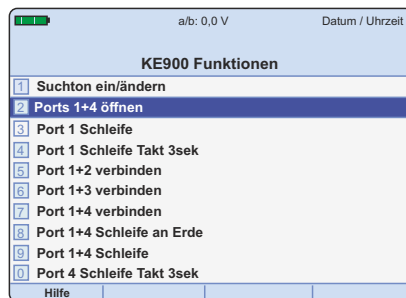 a/b: 0,0 V Datum / Uhrzeit
KE900 Funktionen
1 Suchton ein/ändern
2 Ports 1+4 öffnen
3 Port 1 Schleife
4 Port 1 Schleife Takt 3sek
5 Port 1+2 verbinden
6 Port 1+3 verbinden
7 Port 1+4 verbinden
8 Port 1+4 Schleife an Erde
9 Port 1+4 Schleife
0 Port 4 Schleife Takt 3sek
Hilfe